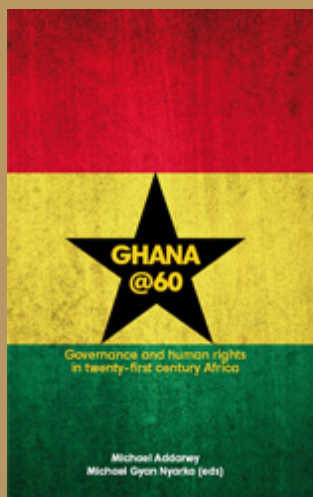 GHANA
@60
Governance and human rights
in twenty-first century Africa
Michael Addaney
Michael Gyan Nyarko (eds)